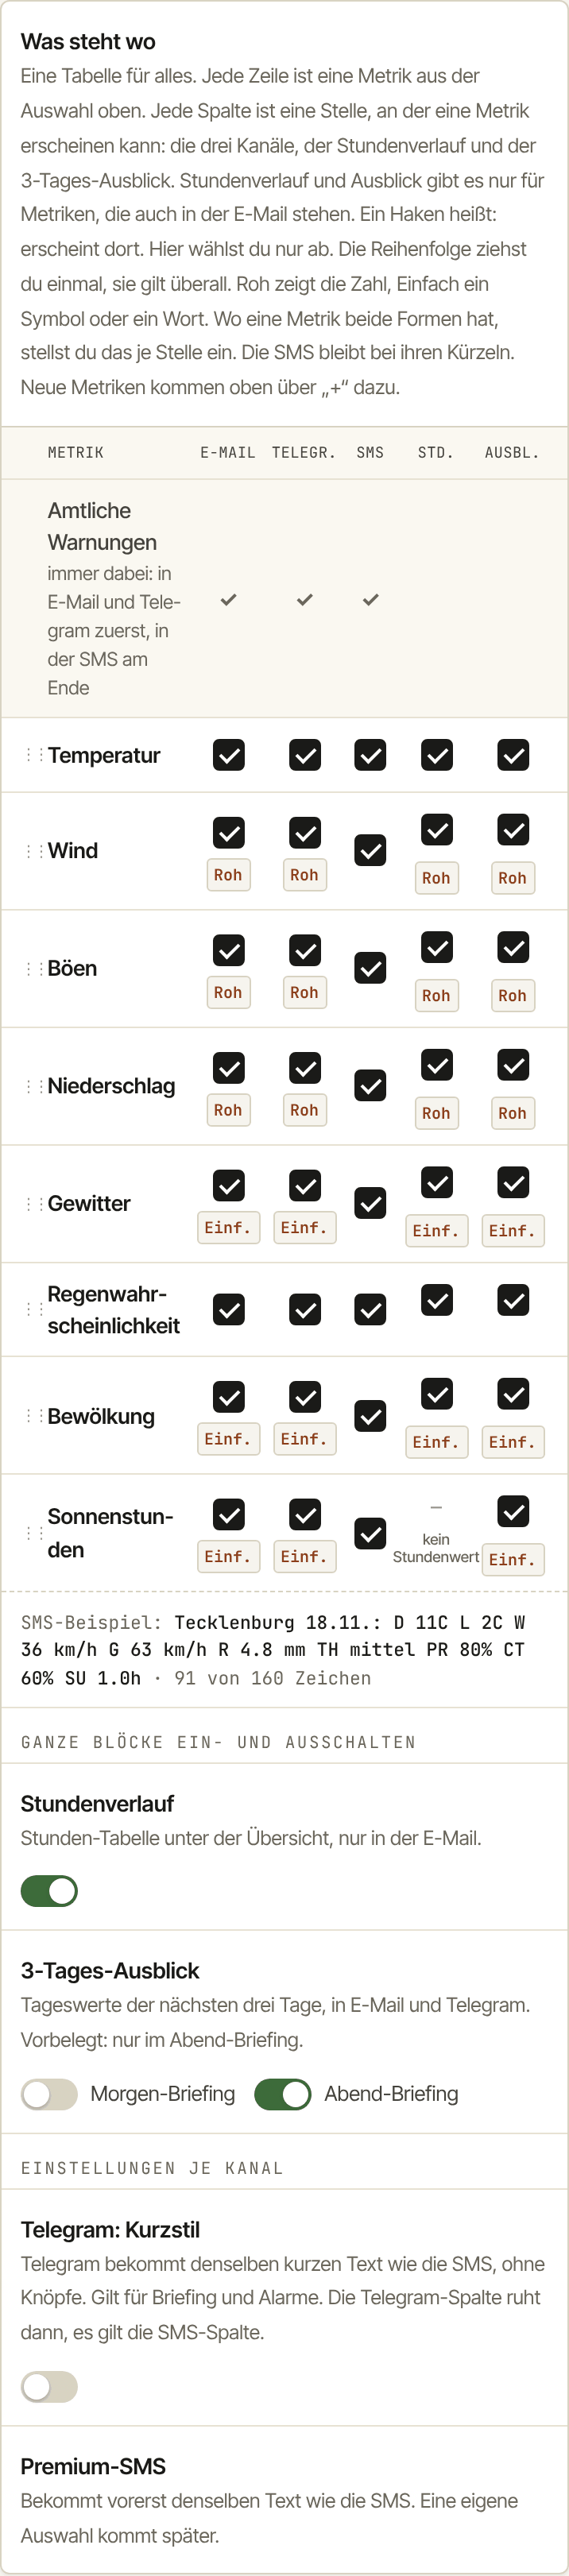 Was steht wo
Eine Tabelle für alles. Jede Zeile ist eine Metrik aus der
Auswahl oben. Jede Spalte ist eine Stelle, an der eine Metrik
erscheinen kann: die drei Kanäle, der Stundenverlauf und der
3-Tages-Ausblick. Stundenverlauf und Ausblick gibt es nur für
Metriken, die auch in der E-Mail stehen. Ein Haken heißt:
erscheint dort. Hier wählst du nur ab. Die Reihenfolge ziehst
du einmal, sie gilt überall. Roh zeigt die Zahl, Einfach ein
Symbol oder ein Wort. Wo eine Metrik beide Formen hat,
stellst du das je Stelle ein. Die SMS bleibt bei ihren Kürzeln.
Neue Metriken kommen oben über „+“ dazu.
METRIK E-MAIL TELEGR. SMS STD. AUSBL.
Amtliche
Warnungen
immer dabei: in
E-Mail und Tele-
gram zuerst, in
der SMS am
Ende
Temperatur
Wind
Roh Roh Roh Roh
Böen
Roh Roh Roh Roh
Niederschlag
Roh Roh Roh Roh
Gewitter
Einf. Einf. Einf. Einf.
Regenwahr-
scheinlichkeit
Bewölkung
Einf. Einf. Einf. Einf.
Sonnenstun-
den
–
kein
Stundenwert
Einf. Einf. Einf.
SMS-Beispiel: Tecklenburg 18.11.: D 11C L 2C W
36 km/h G 63 km/h R 4.8 mm TH mittel PR 80% CT
60% SU 1.0h · 91 von 160 Zeichen
GANZE BLÖCKE EIN- UND AUSSCHALTEN
Stundenverlauf
Stunden-Tabelle unter der Übersicht, nur in der E-Mail.
3-Tages-Ausblick
Tageswerte der nächsten drei Tage, in E-Mail und Telegram.
Vorbelegt: nur im Abend-Briefing.
Morgen-Briefing Abend-Briefing
EINSTELLUNGEN JE KANAL
Telegram: Kurzstil
Telegram bekommt denselben kurzen Text wie die SMS, ohne
Knöpfe. Gilt für Briefing und Alarme. Die Telegram-Spalte ruht
dann, es gilt die SMS-Spalte.
Premium-SMS
Bekommt vorerst denselben Text wie die SMS. Eine eigene
Auswahl kommt später.